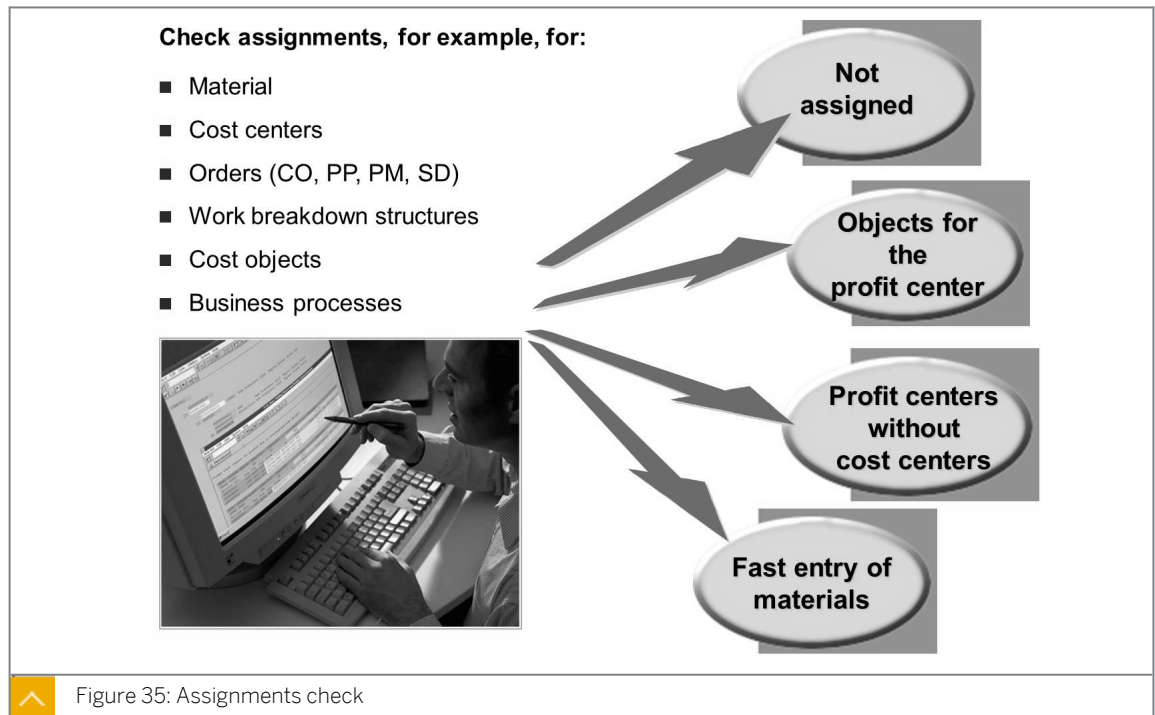 Check assignments, for example, for:
■ Material
■ Cost centers
■ Orders (CO, PP, PM, SD)
■ Work breakdown structures
■ Cost objects
■ Business processes
Not
assigned
Objects for
the
profit center
Profit centers
without
cost centers
Fast entry of
materials
Figure 35: Assignments check